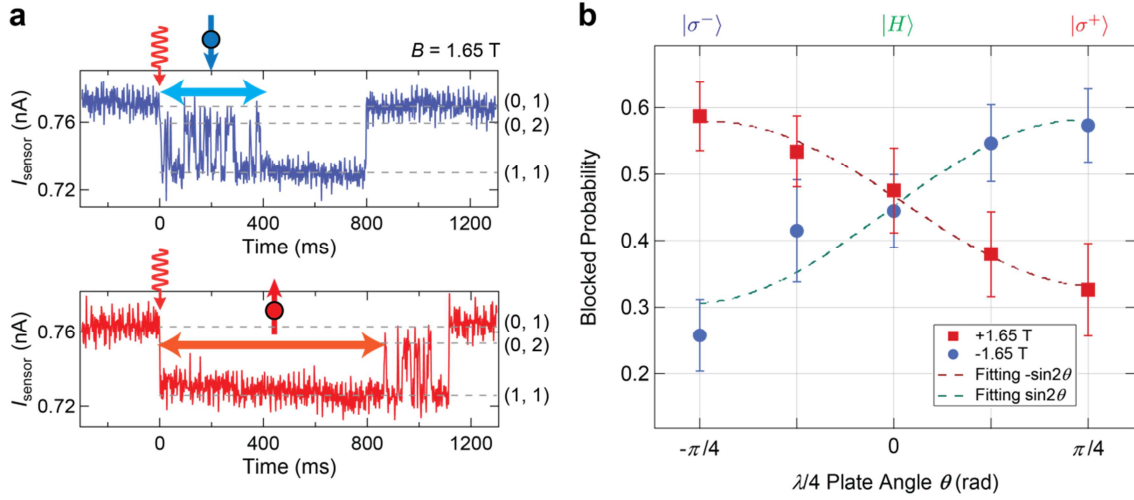 a
B = 1.65 T
I_sensor (nA)
0.76
0.72
(0, 1)
(0, 2)
(1, 1)
0 400 800 1200
Time (ms)
I_sensor (nA)
0.76
0.72
(0, 1)
(0, 2)
(1, 1)
0 400 800 1200
Time (ms)
b
|σ⁻⟩ |H⟩ |σ⁺⟩
Blocked Probability
0.6
0.5
0.4
0.3
0.2
+1.65 T
-1.65 T
Fitting -sin2θ
Fitting sin2θ
-π/4 0 π/4
λ/4 Plate Angle θ (rad)